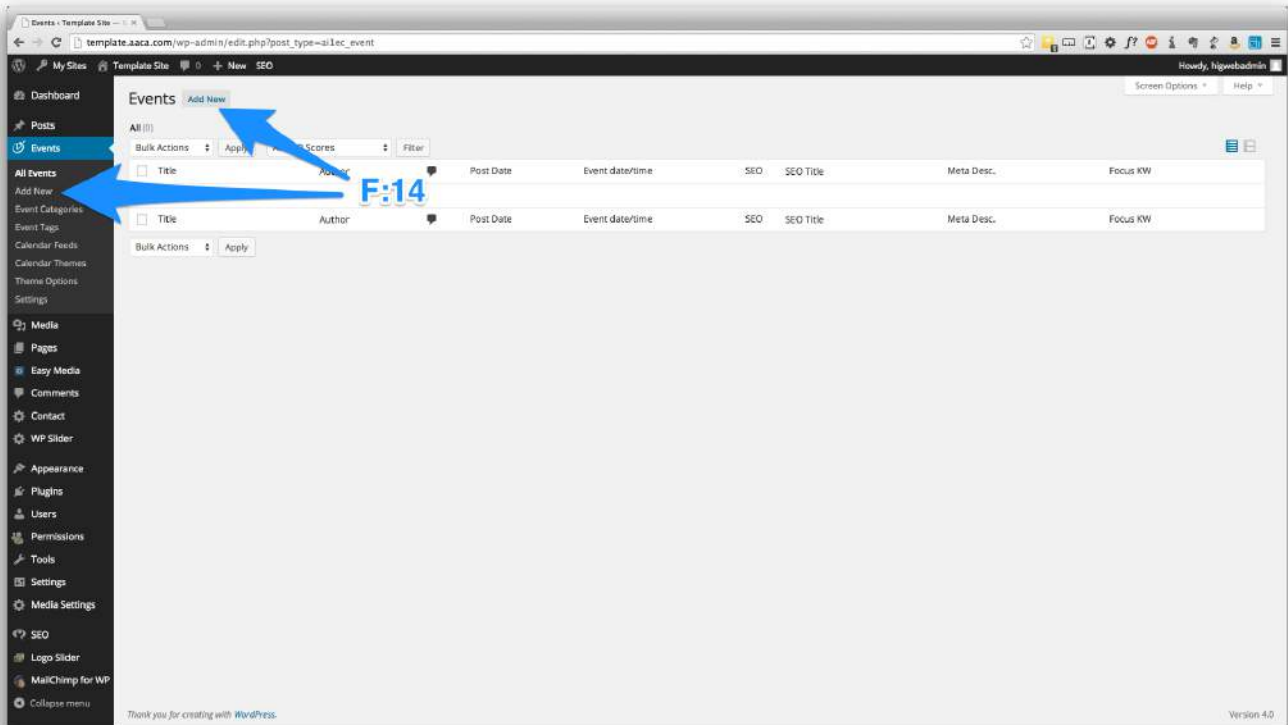 Events ‹ Template Site —
template.aaca.com/wp-admin/edit.php?post_type=ai1ec_event
My Sites Template Site 0 + New SEO Howdy, higwebadmin
Screen Options Help
Dashboard
Posts
Events
All Events
Add New
Event Categories
Event Tags
Calendar Feeds
Calendar Themes
Theme Options
Settings
Media
Pages
Easy Media
Comments
Contact
WP Slider
Appearance
Plugins
Users
Permissions
Tools
Settings
Media Settings
SEO
Logo Slider
MailChimp for WP
Collapse menu
Events Add New
All (0)
Bulk Actions Apply Scores Filter
Title Author Post Date Event date/time SEO SEO Title Meta Desc. Focus KW
F:14
Title Author Post Date Event date/time SEO SEO Title Meta Desc. Focus KW
Bulk Actions Apply
Thank you for creating with WordPress.
Version 4.0